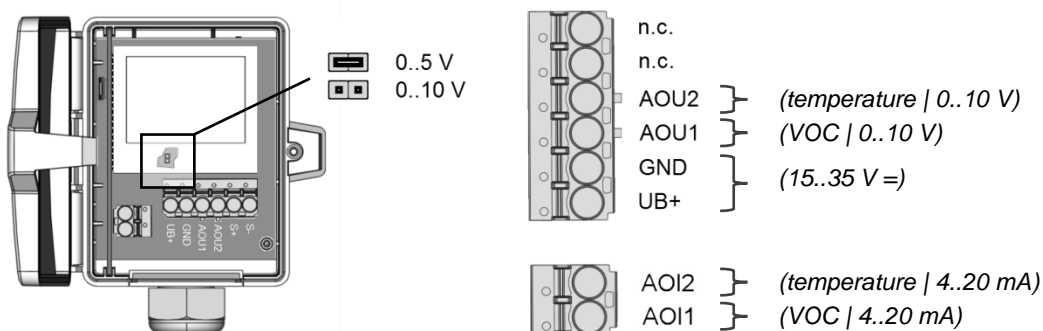 0..5 V
0..10 V
UB+
GND
AOU1
AOU2
S+
S-
n.c.
n.c.
AOU2 (temperature | 0..10 V)
AOU1 (VOC | 0..10 V)
GND
(15..35 V =)
UB+
AOI2 (temperature | 4..20 mA)
AOI1 (VOC | 4..20 mA)